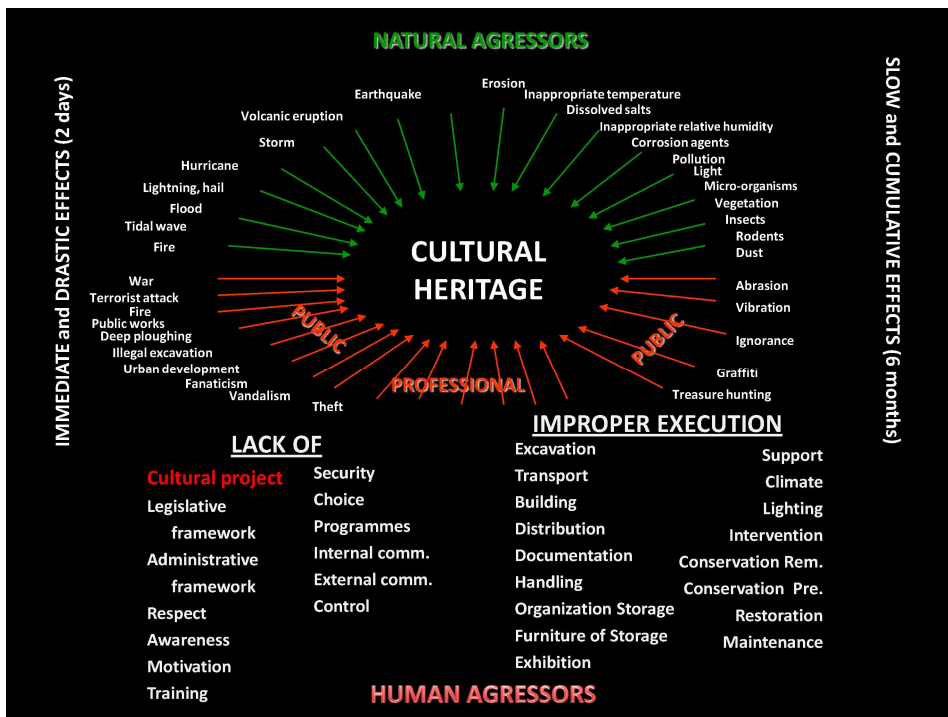 NATURAL AGRESSORS
IMMEDIATE and DRASTIC EFFECTS (2 days)
SLOW and CUMULATIVE EFFECTS (6 months)
Earthquake
Volcanic eruption
Storm
Hurricane
Lightning, hail
Flood
Tidal wave
Fire
Erosion
Inappropriate temperature
Dissolved salts
Inappropriate relative humidity
Corrosion agents
Pollution
Light
Micro-organisms
Vegetation
Insects
Rodents
Dust
CULTURAL
HERITAGE
War
Terrorist attack
Fire
Public works
Deep ploughing
Illegal excavation
Urban development
Fanaticism
Vandalism
Theft
PUBLIC
PROFESSIONAL
PUBLIC
Abrasion
Vibration
Ignorance
Graffiti
Treasure hunting
LACK OF
Cultural project
Legislative
framework
Administrative
framework
Respect
Awareness
Motivation
Training
Security
Choice
Programmes
Internal comm.
External comm.
Control
IMPROPER EXECUTION
Excavation
Transport
Building
Distribution
Documentation
Handling
Organization Storage
Furniture of Storage
Exhibition
Support
Climate
Lighting
Intervention
Conservation Rem.
Conservation Pre.
Restoration
Maintenance
HUMAN AGRESSORS